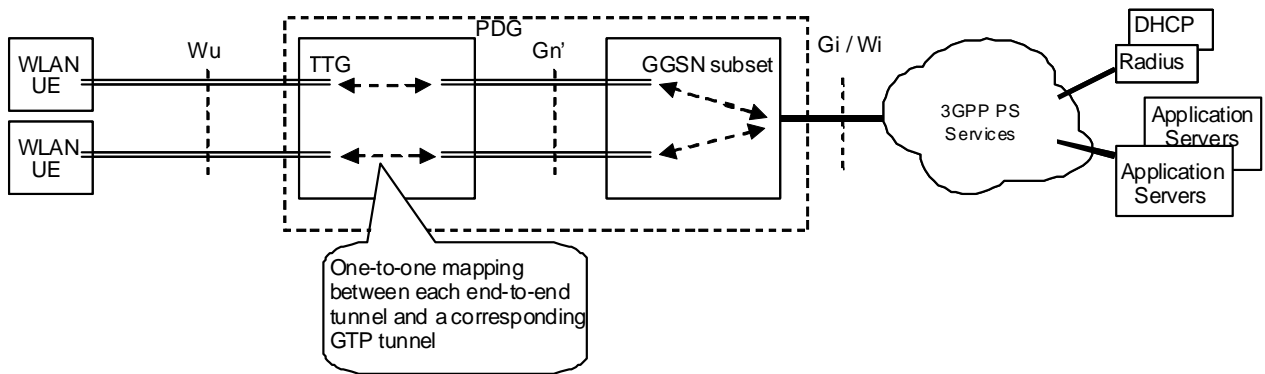 PDG
WLAN
UE
Wu
TTG
Gn'
GGSN subset
Gi / Wi
DHCP
Radius
3GPP PS
Services
WLAN
UE
Application
Servers
Application
Servers
One-to-one mapping
between each end-to-end
tunnel and a corresponding
GTP tunnel